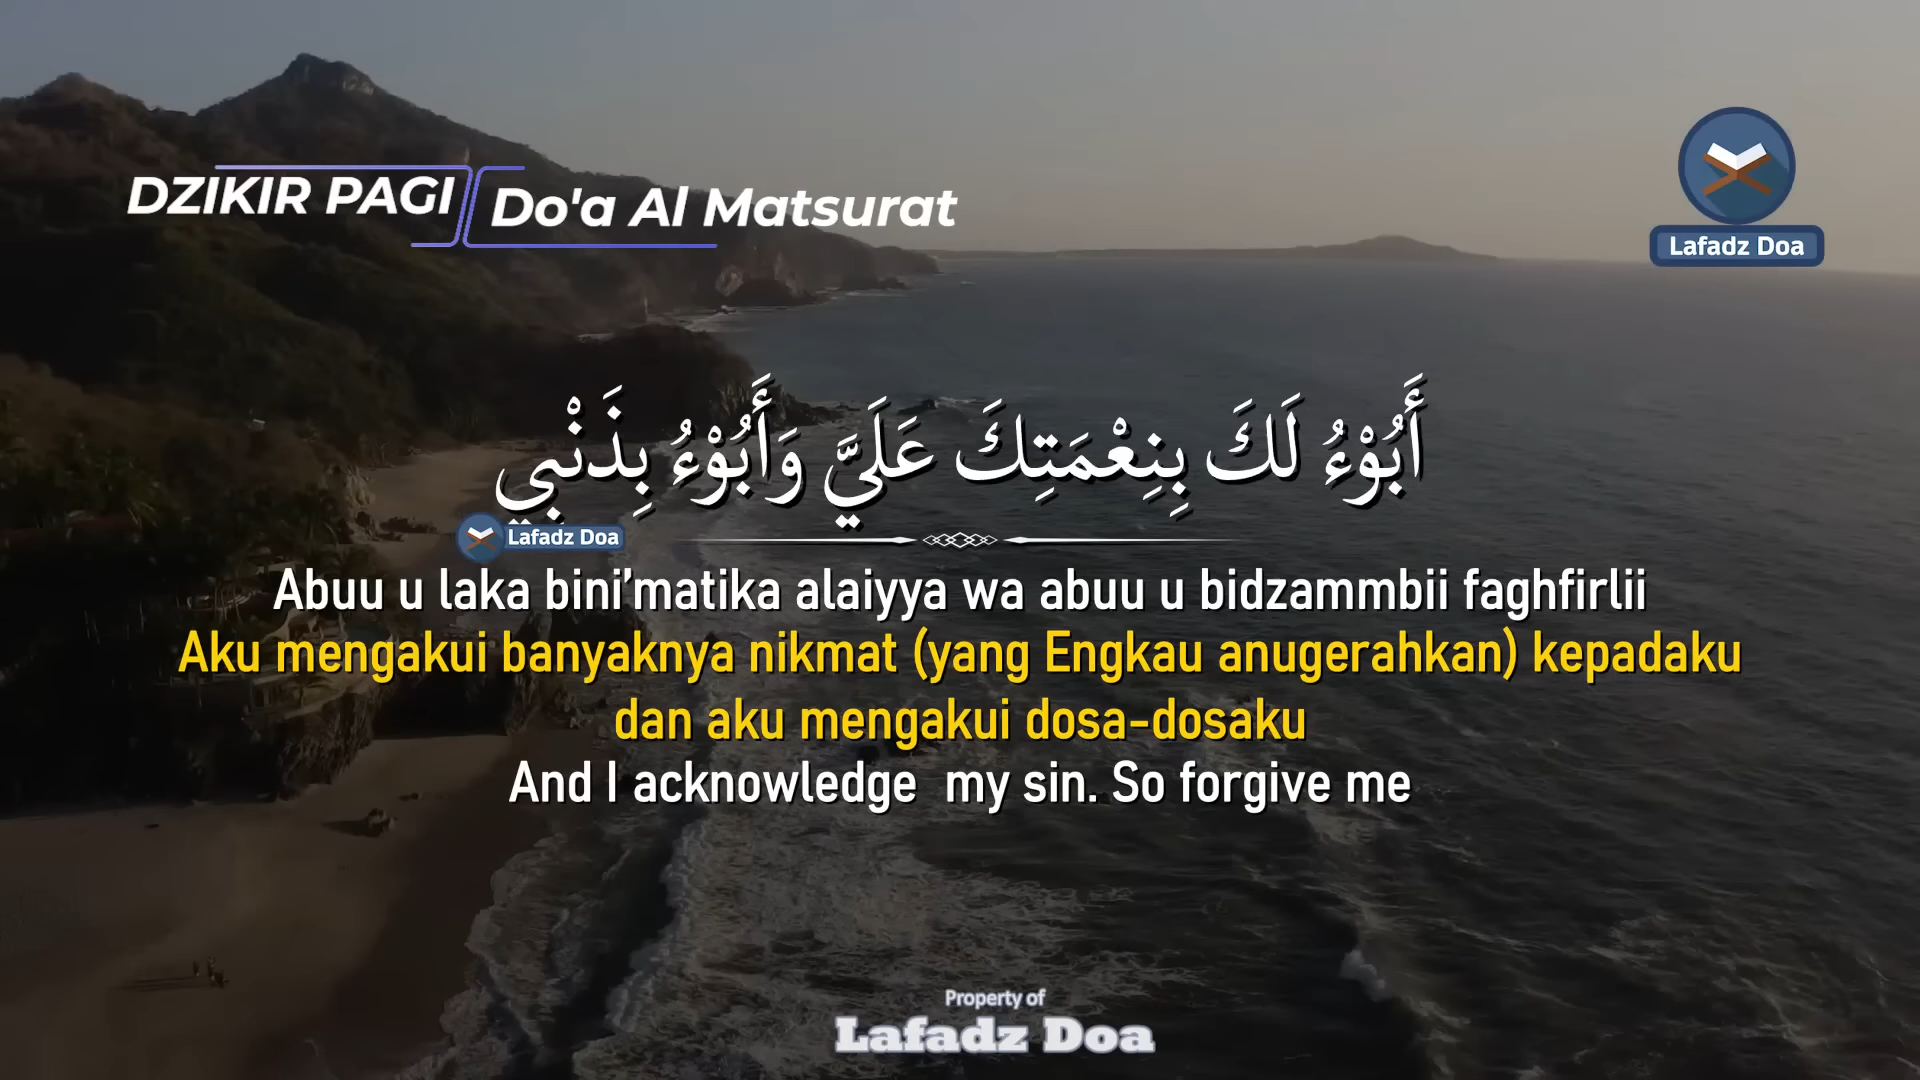 DZIKIR PAGI
Do'a Al Matsurat
Lafadz Doa
أَبُوْءُ لَكَ بِنِعْمَتِكَ عَلَيَّ وَأَبُوْءُ بِذَنْبِي
Lafadz Doa
Abuu u laka bini’matika alaiyya wa abuu u bidzammbii faghfirlii
Aku mengakui banyaknya nikmat (yang Engkau anugerahkan) kepadaku
dan aku mengakui dosa-dosaku
And I acknowledge  my sin. So forgive me
Property of
Lafadz Doa